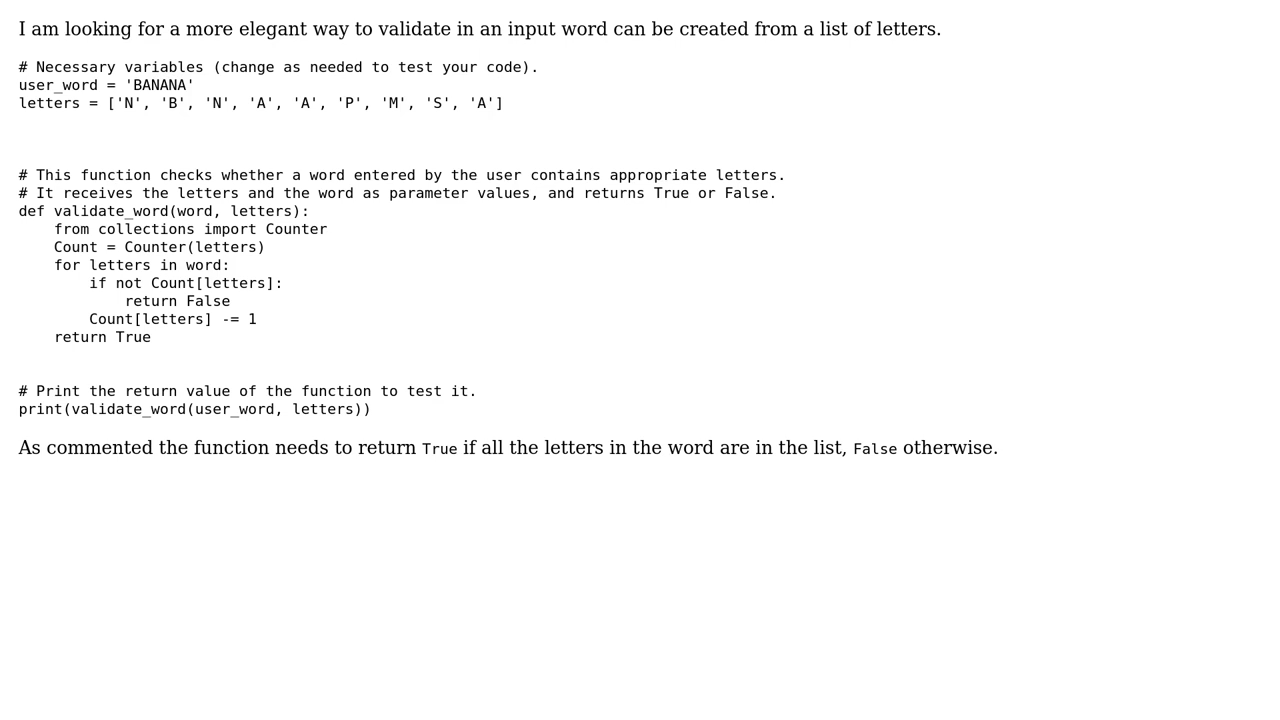 I am looking for a more elegant way to validate in an input word can be created from a list of letters.
# Necessary variables (change as needed to test your code).
user_word = 'BANANA'
letters = ['N', 'B', 'N', 'A', 'A', 'P', 'M', 'S', 'A']
# This function checks whether a word entered by the user contains appropriate letters.
# It receives the letters and the word as parameter values, and returns True or False.
def validate_word(word, letters):
    from collections import Counter
    Count = Counter(letters)
    for letters in word:
        if not Count[letters]:
            return False
        Count[letters] -= 1
    return True
# Print the return value of the function to test it.
print(validate_word(user_word, letters))
As commented the function needs to return True if all the letters in the word are in the list, False otherwise.